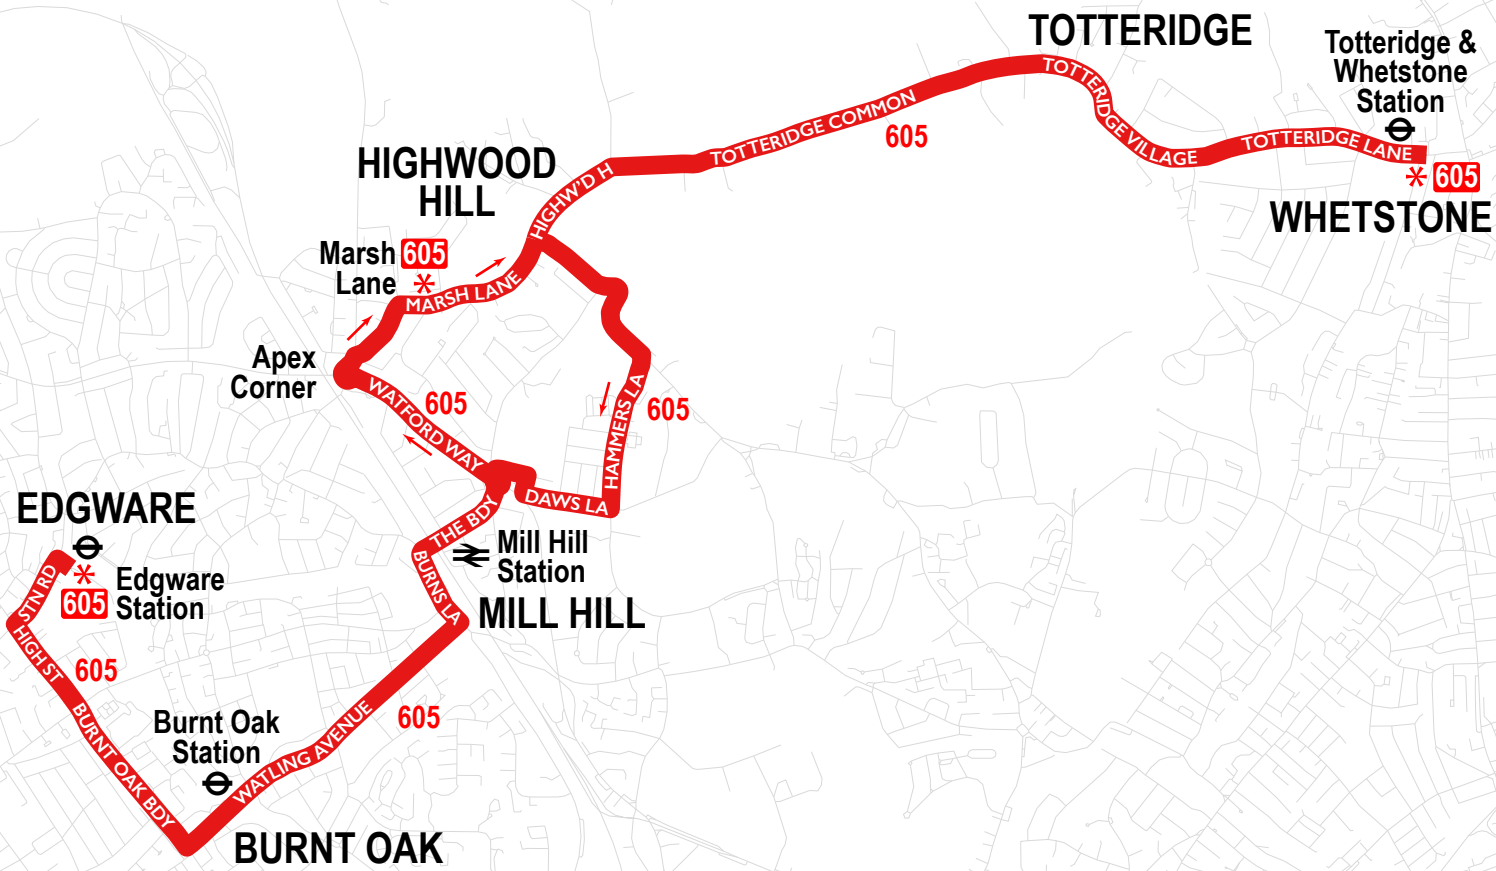 TOTTERIDGE
Totteridge &
Whetstone
Station
TOTTERIDGE VILLAGE
TOTTERIDGE COMMON
605
TOTTERIDGE LANE
605
WHETSTONE
HIGHWOOD
HILL
HIGHW'D H
Marsh 605
Lane
MARSH LANE
Apex
Corner
WATFORD WAY
605
HAMMERS LA
605
DAWS LA
THE BDY
Mill Hill
Station
BURNS LA
MILL HILL
EDGWARE
STN RD
Edgware
605 Station
HIGH ST
605
BURNT OAK BDY
Burnt Oak
Station
WATLING AVENUE
605
BURNT OAK